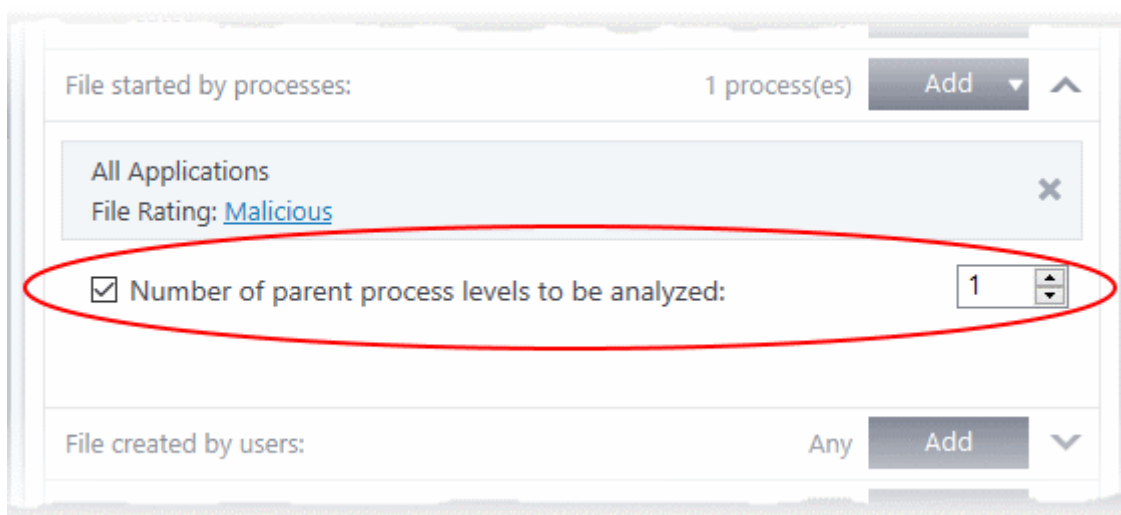 File started by processes: 1 process(es) Add
All Applications
File Rating: Malicious
Number of parent process levels to be analyzed: 1
File created by users: Any Add